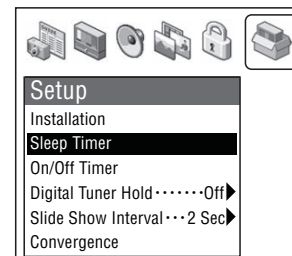 Setup
Installation
Sleep Timer
On/Off Timer
Digital Tuner Hold·······Off
Slide Show Interval···2 Sec
Convergence